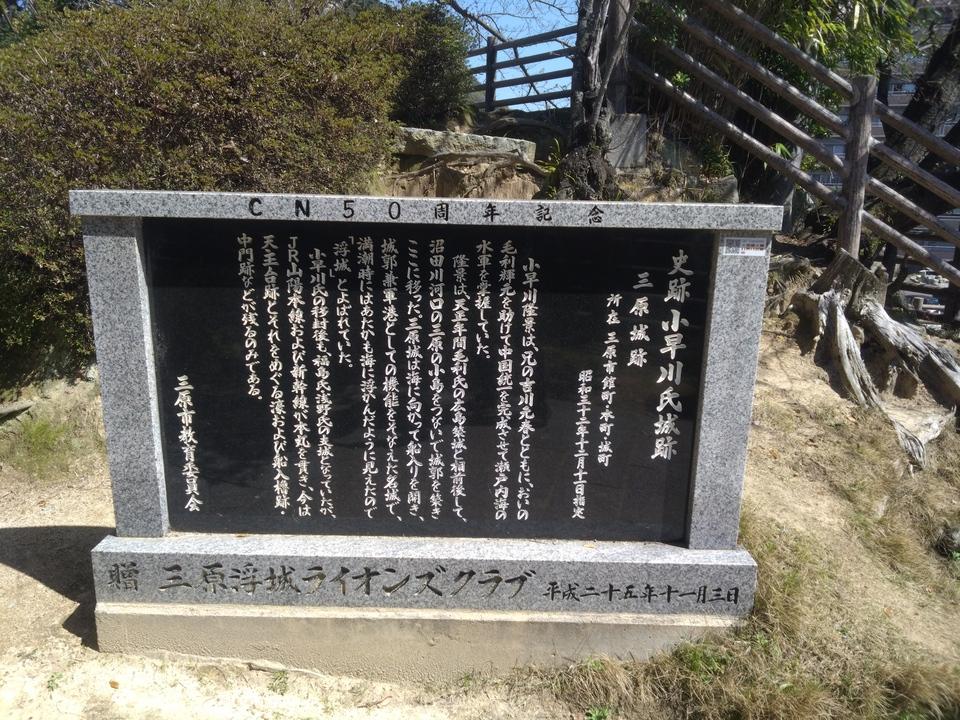 CN50周年記念
史跡 小早川氏城跡
三原城跡
所在 三原市館町・本町・城町
昭和三十二年十二月十一日指定
小早川隆景は、兄の吉川元春とともに、おいの
毛利輝元を助けて中国統一を完成させて瀬戸内海の
水軍を掌握していた。
隆景は、天正年間毛利氏の広島築城と相前後して、
沼田川河口の三原の小島をつないで城郭を築き
ここに移った。三原城は海に向かって船入りを開き、
城郭兼軍港としての機能をそなえた名城で、
満潮時にはあたかも海に浮かんだように見えたので
「浮城」とよばれていた。
小早川氏の移封後も福島氏、浅野氏の支城となっていたが、
JR山陽本線および新幹線が本丸を貫き、今は
天主台跡とそれをめぐる濠および船入櫓跡・
中門跡などが残るのみである。
三原市教育委員会
贈 三原浮城ライオンズクラブ 平成二十五年十一月三日